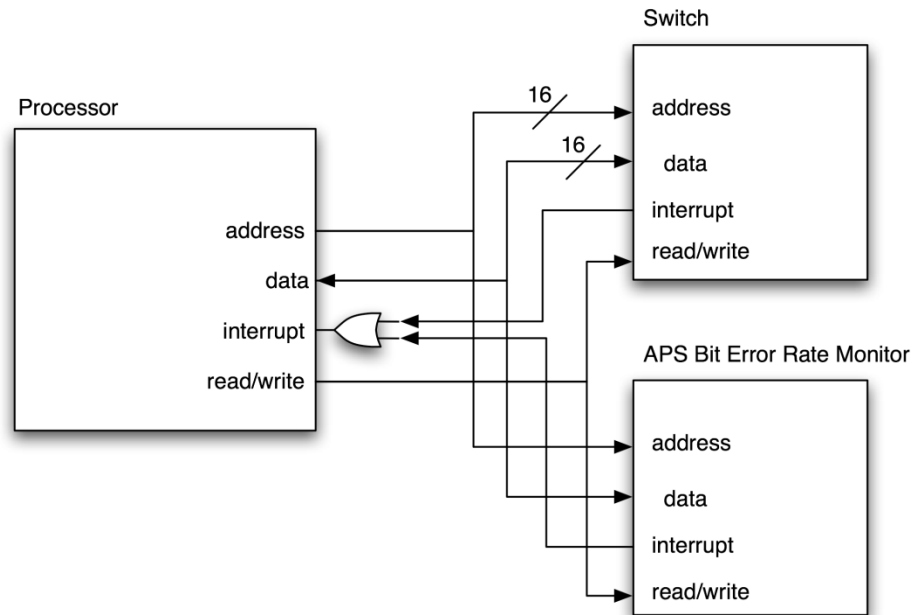 Switch
16
address
16
data
interrupt
read/write
Processor
address
data
interrupt
read/write
APS Bit Error Rate Monitor
address
data
interrupt
read/write